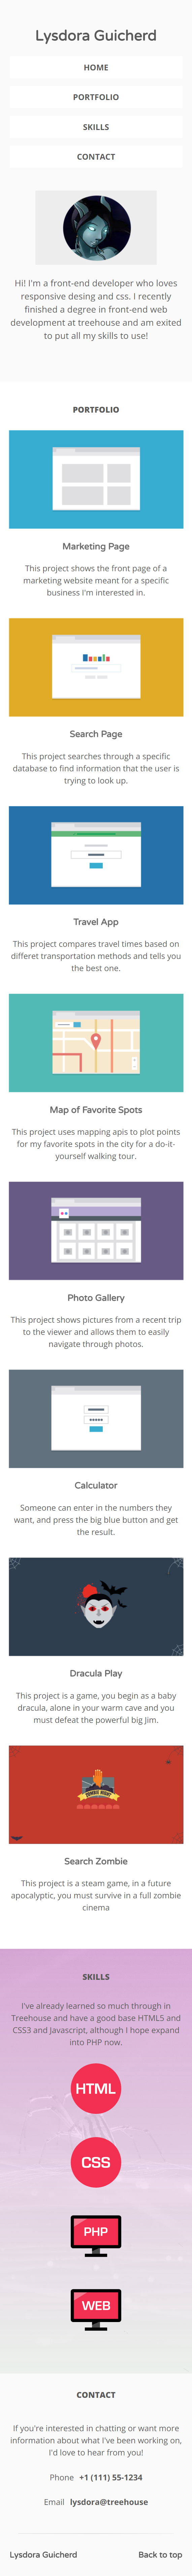 Lysdora Guicherd
HOME
PORTFOLIO
SKILLS
CONTACT
Hi! I'm a front-end developer who loves
responsive desing and css. I recently
finished a degree in front-end web
development at treehouse and am exited
to put all my skills to use!
PORTFOLIO
Marketing Page
This project shows the front page of a
marketing website meant for a specific
business I'm interested in.
Search Page
This project searches through a specific
database to find information that the user is
trying to look up.
Travel App
This project compares travel times based on
differet transportation methods and tells you
the best one.
Map of Favorite Spots
This project uses mapping apis to plot points
for my favorite spots in the city for a do-it-
yourself walking tour.
Photo Gallery
This project shows pictures from a recent trip
to the viewer and allows them to easily
navigate through photos.
Calculator
Someone can enter in the numbers they
want, and press the big blue button and get
the result.
Dracula Play
This project is a game, you begin as a baby
dracula, alone in your warm cave and you
must defeat the powerful big Jim.
ZOMBIE NIGHT
Search Zombie
This project is a steam game, in a future
apocalyptic, you must survive in a full zombie
cinema
SKILLS
I've already learned so much through in
Treehouse and have a good base HTML5 and
CSS3 and Javascript, although I hope expand
into PHP now.
HTML
CSS
PHP
WEB
CONTACT
If you're interested in chatting or want more
information about what I've been working on,
I'd love to hear from you!
Phone +1 (111) 55-1234
Email lysdora@treehouse
Lysdora Guicherd Back to top